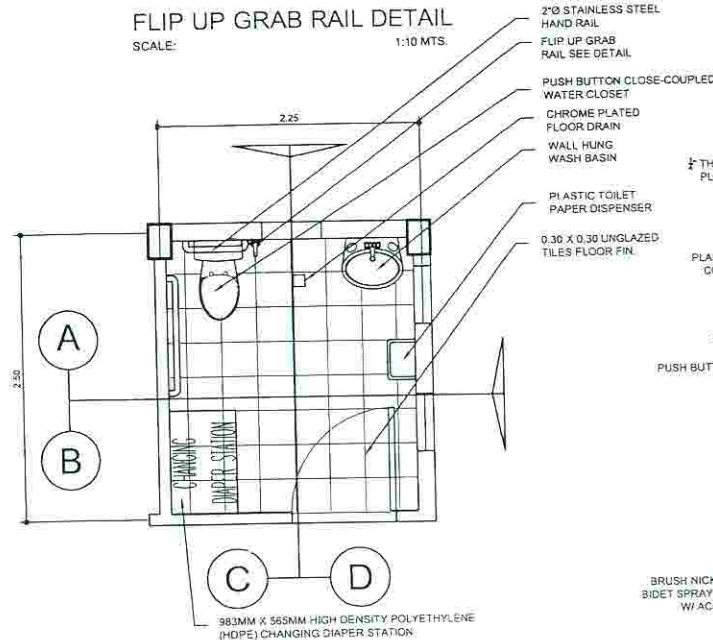 FLIP UP GRAB RAIL DETAIL
SCALE: 1:10 MTS.
2"Ø STAINLESS STEEL
HAND RAIL
FLIP UP GRAB
RAIL SEE DETAIL
PUSH BUTTON CLOSE-COUPLED
WATER CLOSET
CHROME PLATED
FLOOR DRAIN
WALL HUNG
WASH BASIN
PLASTIC TOILET
PAPER DISPENSER
0.30 X 0.30 UNGLAZED
TILES FLOOR FIN.
2.25
2.50
A
B
CHANGING
DIAPER STATION
C
D
983MM X 565MM HIGH DENSITY POLYETHYLENE
(HDPE) CHANGING DIAPER STATION
PUSH BUTT
BRUSH NICK
BIDET SPRAY
W/ AC